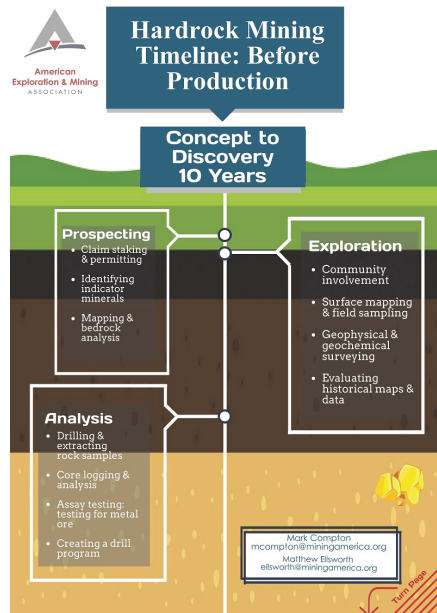 American
Exploration & Mining
ASSOCIATION
Hardrock Mining
Timeline: Before
Production
Concept to
Discovery
10 Years
Prospecting
• Claim staking
& permitting
• Identifying
indicator
minerals
• Mapping &
bedrock
analysis
Exploration
• Community
involvement
• Surface mapping
& field sampling
• Geophysical &
geochemical
surveying
• Evaluating
historical maps &
data
Analysis
• Drilling &
extracting
rock samples
• Core logging &
analysis
• Assay testing:
testing for metal
ore
• Creating a drill
program
Mark Compton
mcompton@miningamerica.org
Matthew Ellsworth
ellsworth@miningamerica.org
Turn Page